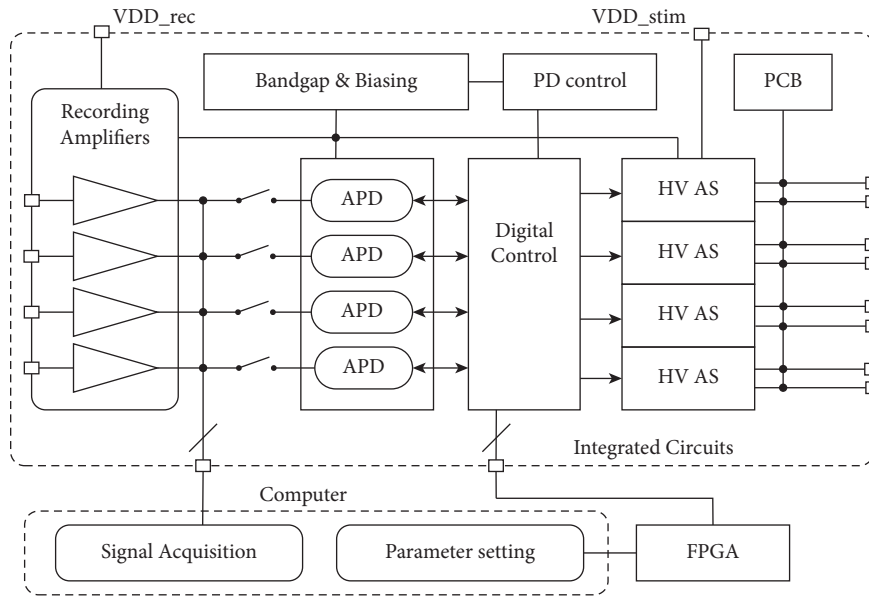 VDD_rec
VDD_stim
Bandgap & Biasing
PD control
PCB
Recording
Amplifiers
APD
HV AS
APD
HV AS
Digital
Control
APD
HV AS
APD
HV AS
Integrated Circuits
Computer
Signal Acquisition
Parameter setting
FPGA